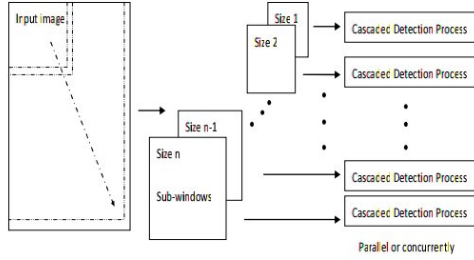 Input image
Size 1
Size 2
Size n-1
Size n
Sub-windows
Cascaded Detection Process
Cascaded Detection Process
Cascaded Detection Process
Cascaded Detection Process
Parallel or concurrently